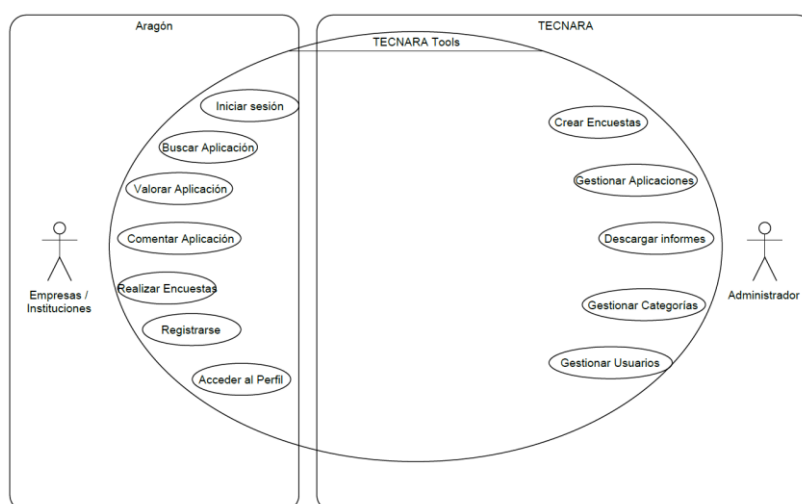 Aragón
TECNARA
TECNARA Tools
Iniciar sesión
Buscar Aplicación
Valorar Aplicación
Comentar Aplicación
Realizar Encuestas
Registrarse
Acceder al Perfil
Empresas /
Instituciones
Crear Encuestas
Gestionar Aplicaciones
Descargar informes
Gestionar Categorías
Gestionar Usuarios
Administrador